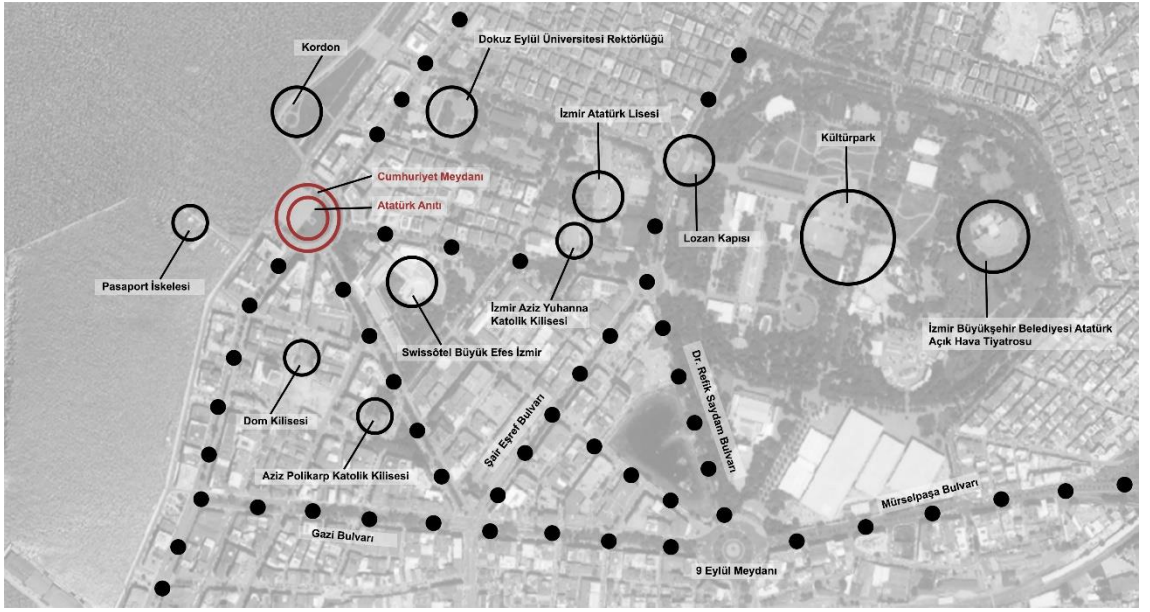 Kordon
Dokuz Eylül Üniversitesi Rektörlüğü
İzmir Atatürk Lisesi
Kültürpark
Cumhuriyet Meydanı
Atatürk Anıtı
Lozan Kapısı
Pasaport İskelesi
İzmir Aziz Yuhanna
Katolik Kilisesi
İzmir Büyükşehir Belediyesi Atatürk
Açık Hava Tiyatrosu
Swissôtel Büyük Efes İzmir
Dr. Refik Saydam Bulvarı
Dom Kilisesi
Şair Eşref Bulvarı
Aziz Polikarp Katolik Kilisesi
Mürselpaşa Bulvarı
Gazi Bulvarı
9 Eylül Meydanı